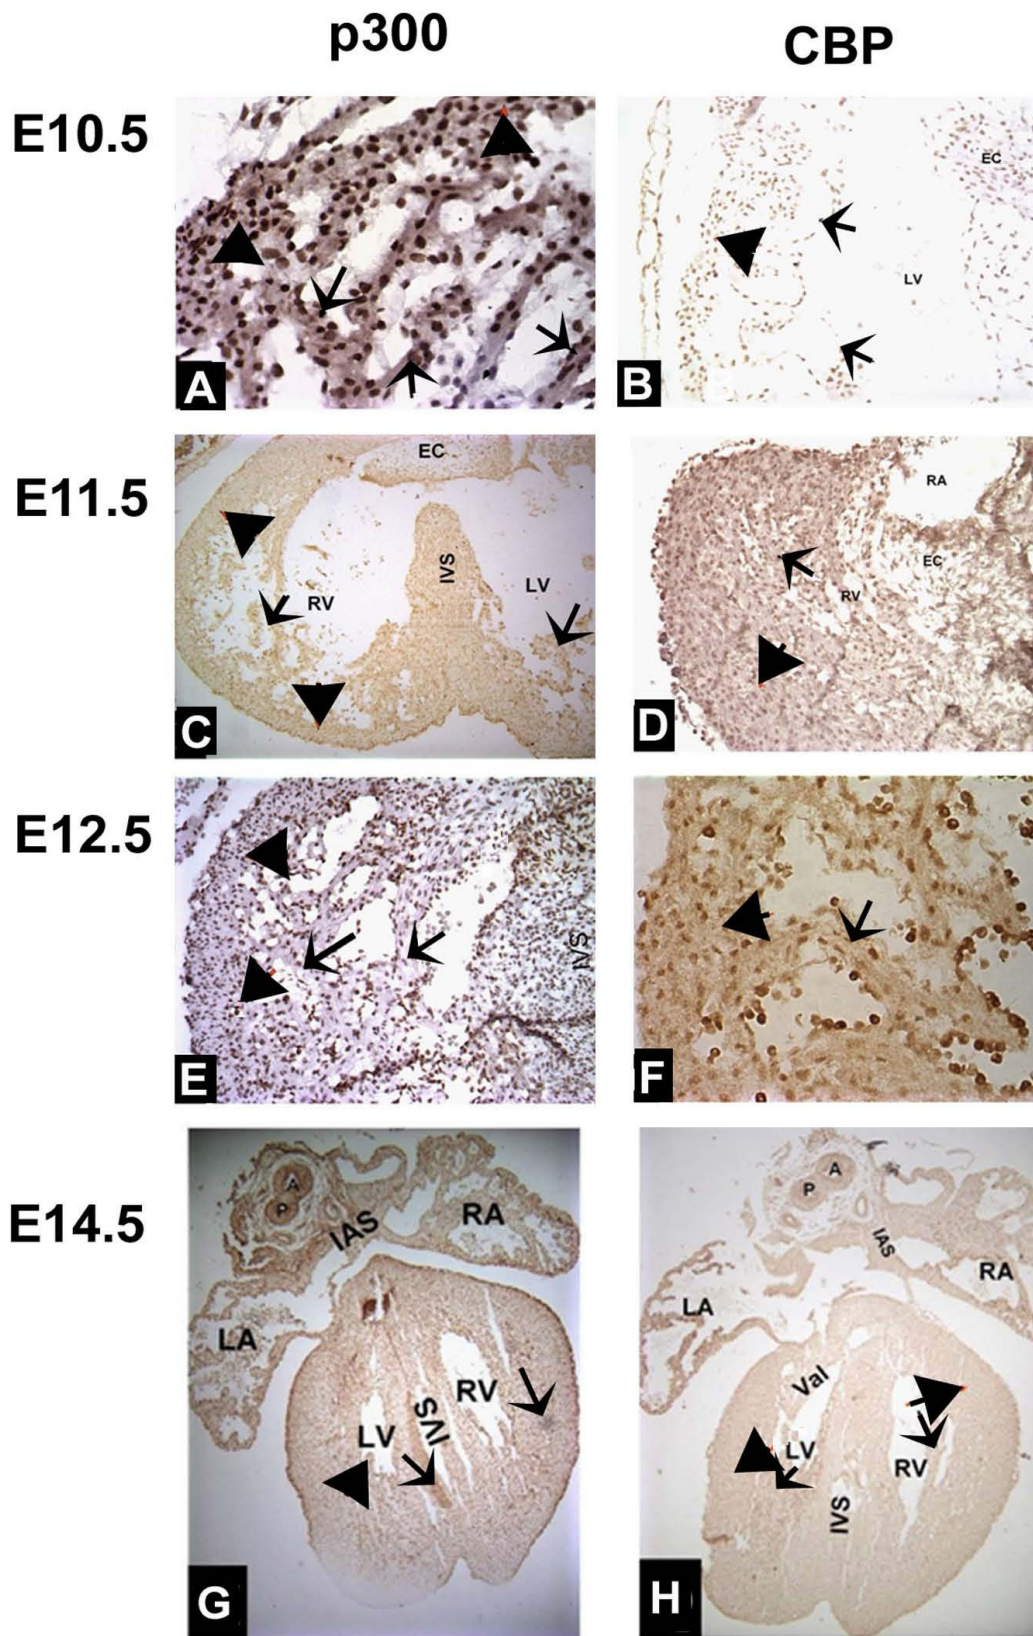 p300 CBP
E10.5
EC
LV
A B
B
E11.5
EC
RA
IVS
EC
LV
RV
RV
C D
E12.5
IVS
E F
E14.5
A A
P P
IAS RA IAS
RA
LA LA
Val
RV
IVS
LV LV
RV
IVS
G H